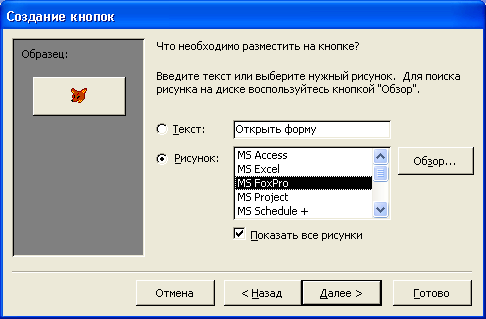 Создание кнопок
Образец:
Что необходимо разместить на кнопке?
Введите текст или выберите нужный рисунок. Для поиска
рисунка на диске воспользуйтесь кнопкой "Обзор".
Текст:
Открыть форму
Рисунок:
MS Access
MS Excel
MS FoxPro
MS Project
MS Schedule +
Обзор...
Показать все рисунки
Отмена
< Назад
Далее >
Готово